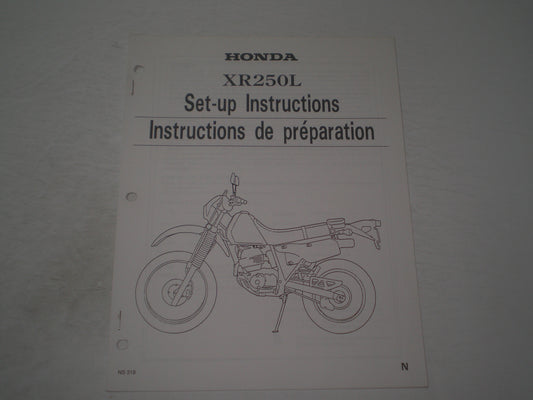 HONDA
XR250L
Set-up Instructions
Instructions de préparation
N